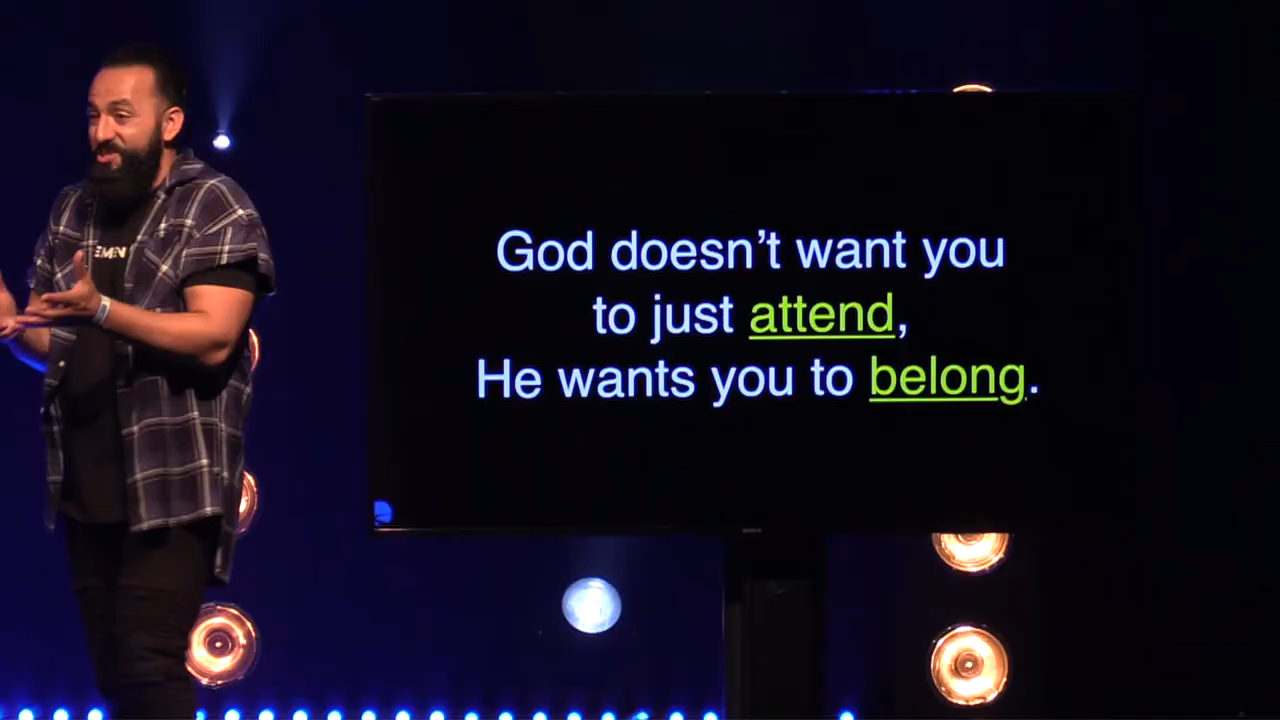 God doesn’t want you
to just attend,
He wants you to belong.